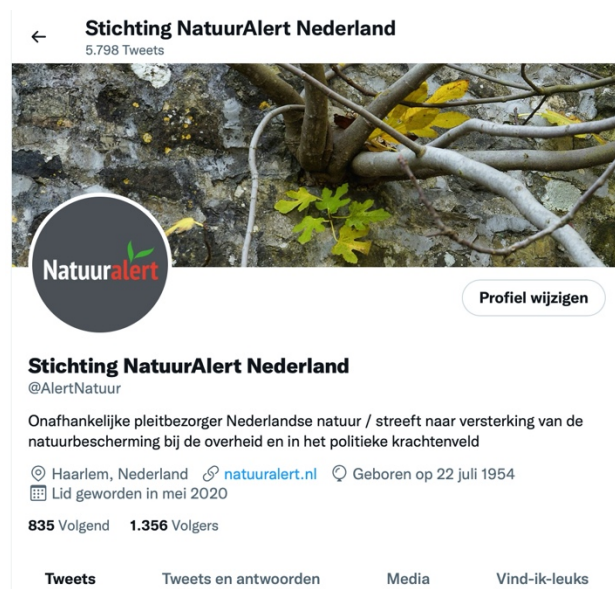 Stichting NatuurAlert Nederland
5.798 Tweets
Natuuralert
Profiel wijzigen
Stichting NatuurAlert Nederland
@AlertNatuur
Onafhankelijke pleitbezorger Nederlandse natuur / streeft naar versterking van de
natuurbescherming bij de overheid en in het politieke krachtenveld
Haarlem, Nederland natuuralert.nl Geboren op 22 juli 1954
Lid geworden in mei 2020
835 Volgend 1.356 Volgers
Tweets Tweets en antwoorden Media Vind-ik-leuks